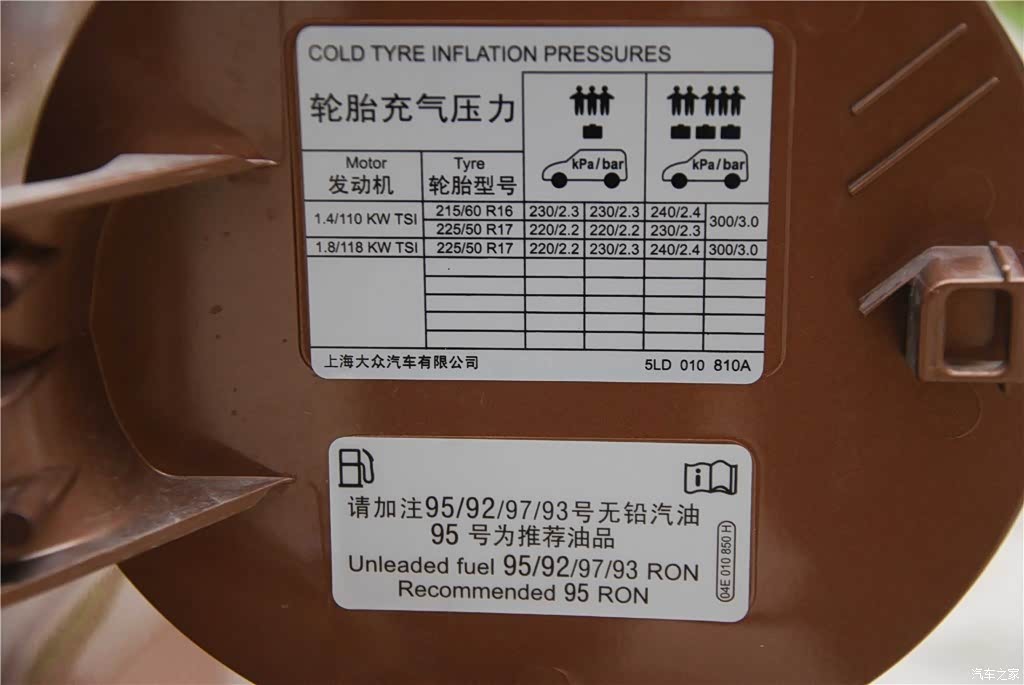 COLD TYRE INFLATION PRESSURES
轮胎充气压力
kPa/bar kPa/bar
Motor Tyre
发动机 轮胎型号
1.4/110 KW TSI 215/60 R16 230/2.3 230/2.3 240/2.4 300/3.0
225/50 R17 220/2.2 220/2.2 230/2.3
1.8/118 KW TSI 225/50 R17 220/2.2 230/2.3 240/2.4 300/3.0
上海大众汽车有限公司 5LD 010 810A
请加注95/92/97/93号无铅汽油
95 号为推荐油品
Unleaded fuel 95/92/97/93 RON
Recommended 95 RON
04E 010 850 H
汽车之家